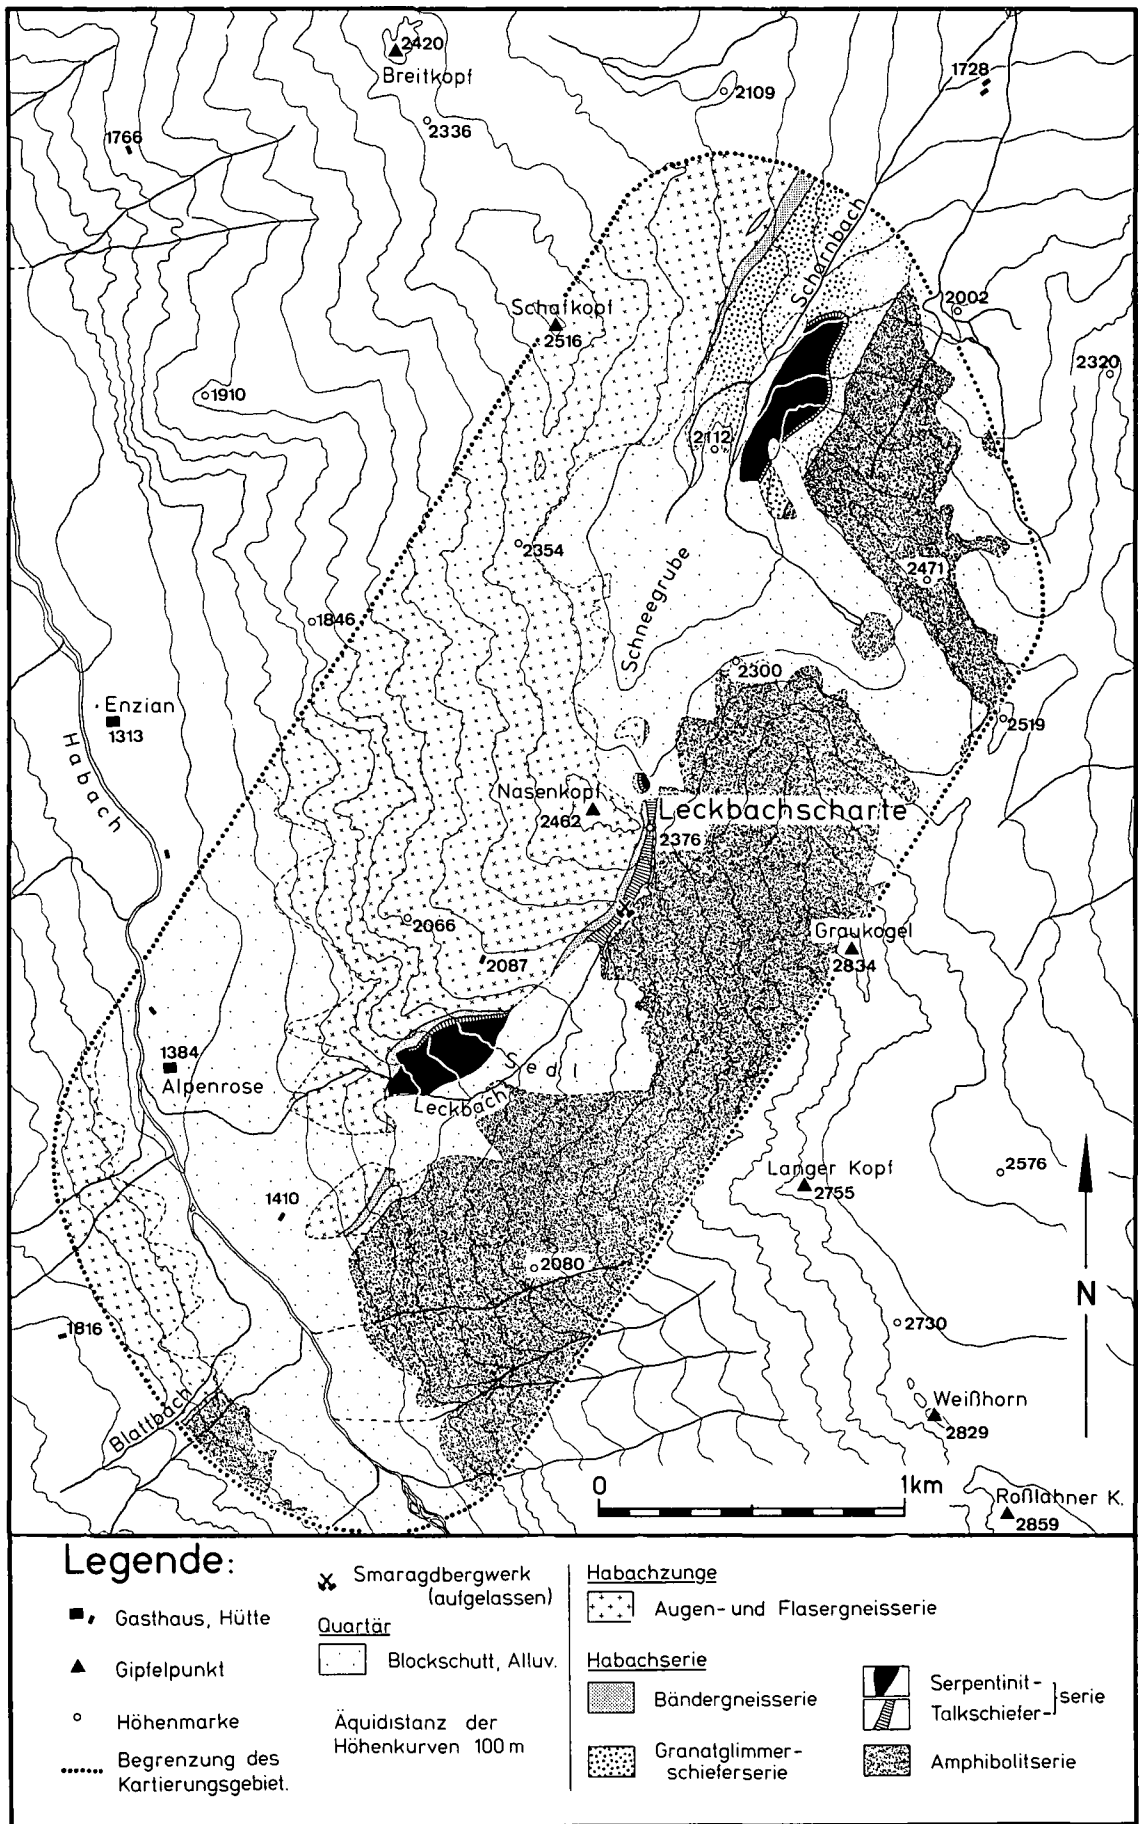 2420
Breitkopf
1728
2109
2336
1766
Scharnbach
2002
Schafkopf
2516
2320
1910
2112
2354
2471
Schneegrube
1846
2300
Enzian
1313
2519
Habach
Nasenkopf
2462
Leckbachscharte
2376
2066
Graukogel
2834
2087
1384
Alpenrose
Sedl
Leckbach
Langer Kopf
2755
2576
1410
2080
N
2730
1816
Weißhorn
2829
Blattbach
0 1km
Roßlahner K.
2859
Legende:
Gasthaus, Hütte
Gipfelpunkt
Höhenmarke
Begrenzung des
Kartierungsgebiet.
Smaragdbergwerk
(aufgelassen)
Quartär
Blockschutt, Alluv.
Äquidistanz der
Höhenkurven 100 m
Habachzunge
Augen- und Flasergneisserie
Habachserie
Bändergneisserie
Granatglimmer-
schieferserie
Serpentinit-
Talkschiefer- serie
Amphibolitserie